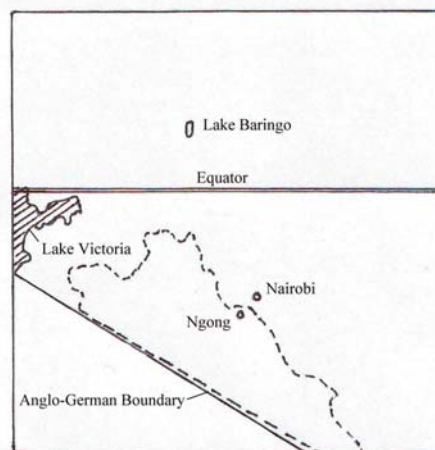 Lake Baringo
Equator
Lake Victoria
Nairobi
Ngong
Anglo-German Boundary